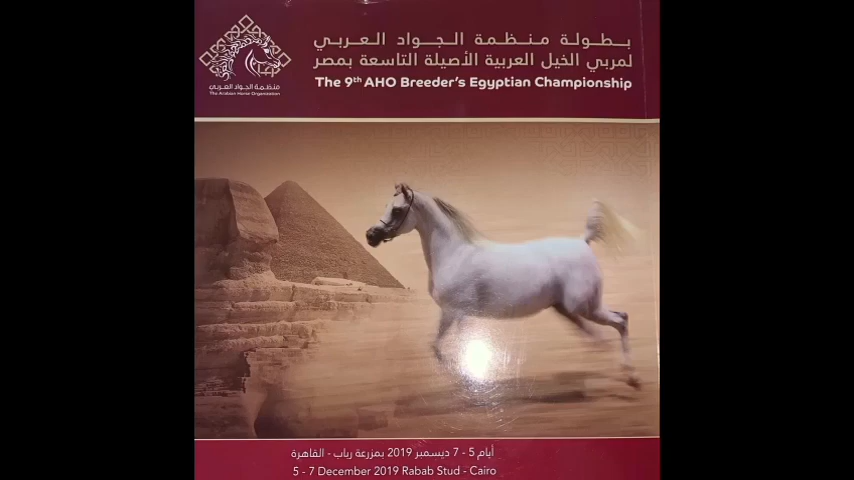 بطولة منظمة الجواد العربي
لمربي الخيل العربية الأصيلة التاسعة بمصر
The 9th AHO Breeder's Egyptian Championship
منظمة الجواد العربي
The Arabian Horse Organization
أيام 5 - 7 ديسمبر 2019 بمزرعة رباب - القاهرة
5 - 7 December 2019 Rabab Stud - Cairo